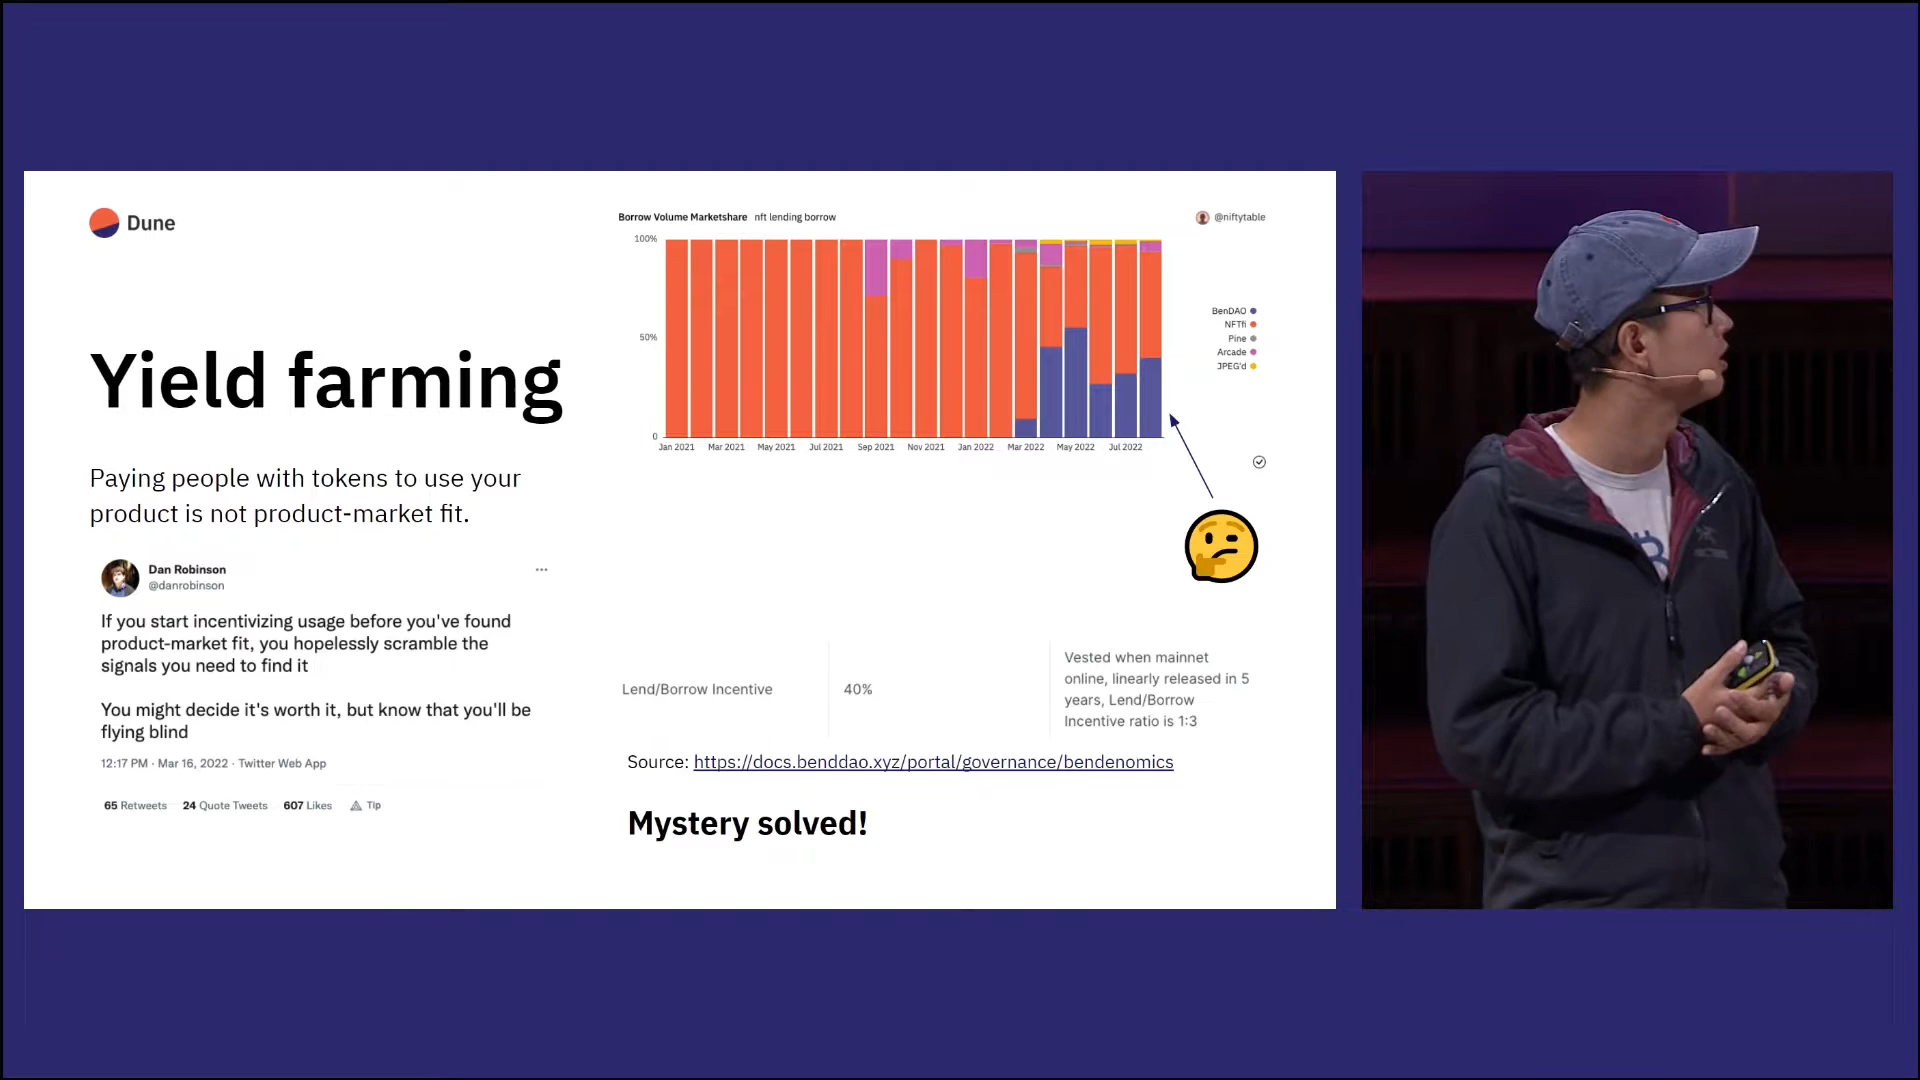 Dune
Yield farming
Paying people with tokens to use your
product is not product-market fit.
Dan Robinson
@danrobinson
If you start incentivizing usage before you've found
product-market fit, you hopelessly scramble the
signals you need to find it
You might decide it's worth it, but know that you'll be
flying blind
12:17 PM · Mar 16, 2022 · Twitter Web App
65 Retweets 24 Quote Tweets 607 Likes Tip
Borrow Volume Marketshare nft lending borrow
@niftytable
100%
50%
0
Jan 2021 Mar 2021 May 2021 Jul 2021 Sep 2021 Nov 2021 Jan 2022 Mar 2022 May 2022 Jul 2022
BenDAO
NFTfi
Pine
Arcade
JPEG'd
Lend/Borrow Incentive
40%
Vested when mainnet
online, linearly released in 5
years, Lend/Borrow
Incentive ratio is 1:3
Source: https://docs.benddao.xyz/portal/governance/bendenomics
Mystery solved!